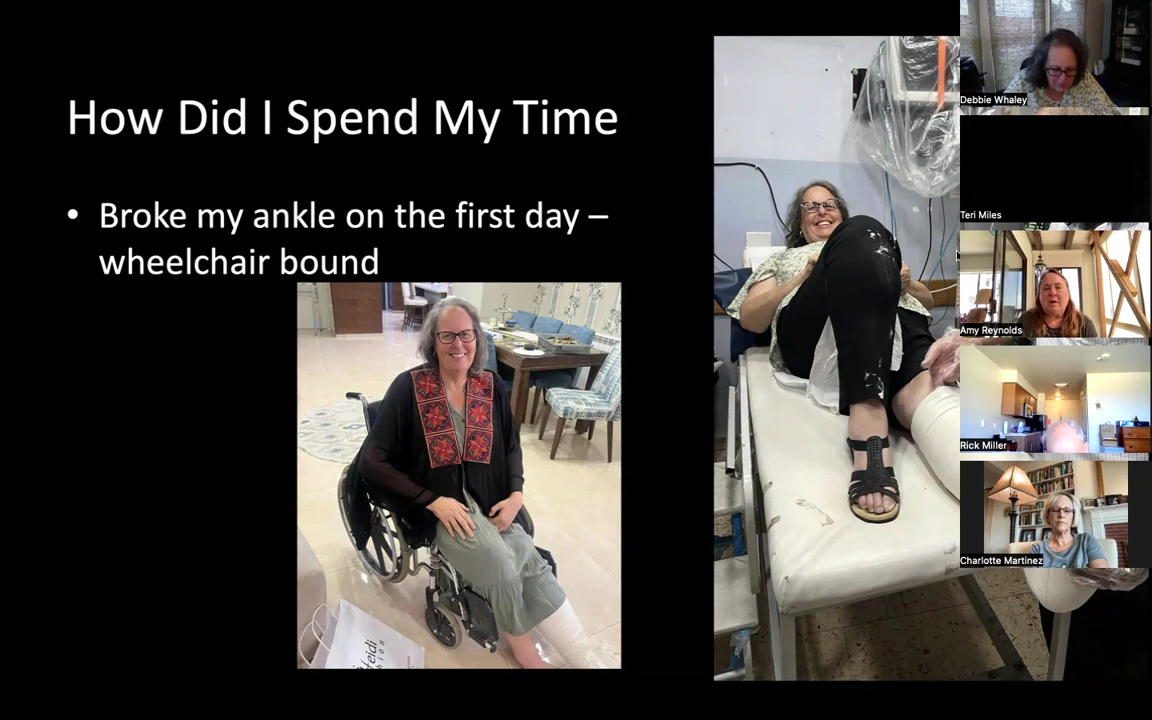 How Did I Spend My Time
• Broke my ankle on the first day –
wheelchair bound
Debbie Whaley
Teri Miles
Amy Reynolds
Rick Miller
Charlotte Martinez